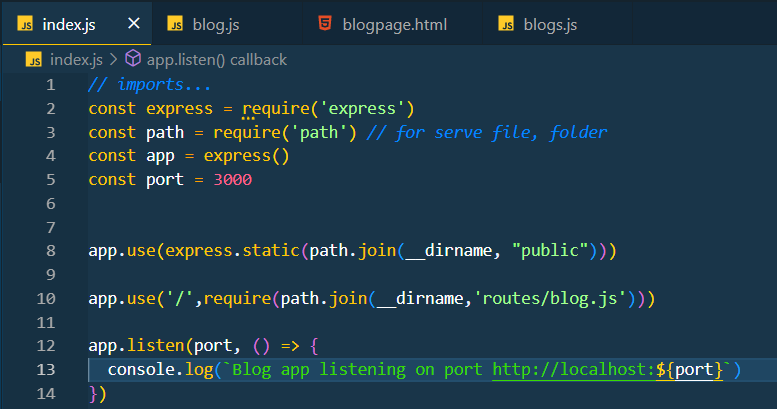 JS index.js × JS blog.js blogpage.html JS blogs.js
JS index.js > app.listen() callback
1 // imports...
2 const express = require('express')
3 const path = require('path') // for serve file, folder
4 const app = express()
5 const port = 3000
6
7
8 app.use(express.static(path.join(__dirname, "public")))
9
10 app.use('/',require(path.join(__dirname,'routes/blog.js')))
11
12 app.listen(port, () => {
13 console.log(`Blog app listening on port http://localhost:${port}`)
14 })